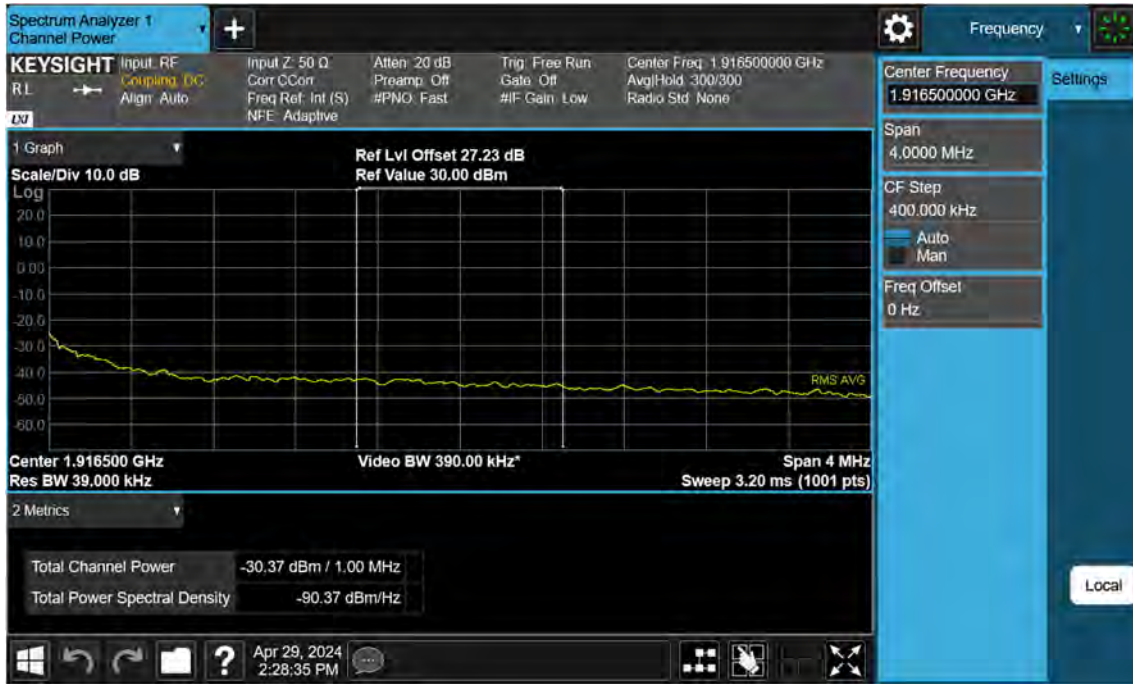 Spectrum Analyzer 1
Channel Power
Frequency
KEYSIGHT
RL
LXI
Input: RF
Coupling: DC
Align: Auto
Input Z: 50 Ω
Corr CCorr
Freq Ref: Int (S)
NFE: Adaptive
Atten: 20 dB
Preamp: Off
#PNO: Fast
Trig: Free Run
Gate: Off
#IF Gain: Low
Center Freq: 1.916500000 GHz
Avg|Hold: 300/300
Radio Std: None
Center Frequency
1.916500000 GHz
Settings
Span
4.0000 MHz
CF Step
400.000 kHz
Auto
Man
Freq Offset
0 Hz
1 Graph
Scale/Div 10.0 dB
Ref Lvl Offset 27.23 dB
Ref Value 30.00 dBm
Log
20.0
10.0
0.00
-10.0
-20.0
-30.0
-40.0
-50.0
-60.0
RMS AVG
Center 1.916500 GHz
Video BW 390.00 kHz*
Span 4 MHz
Res BW 39.000 kHz
Sweep 3.20 ms (1001 pts)
2 Metrics
Total Channel Power
-30.37 dBm / 1.00 MHz
Total Power Spectral Density
-90.37 dBm/Hz
Local
Apr 29, 2024
2:28:35 PM